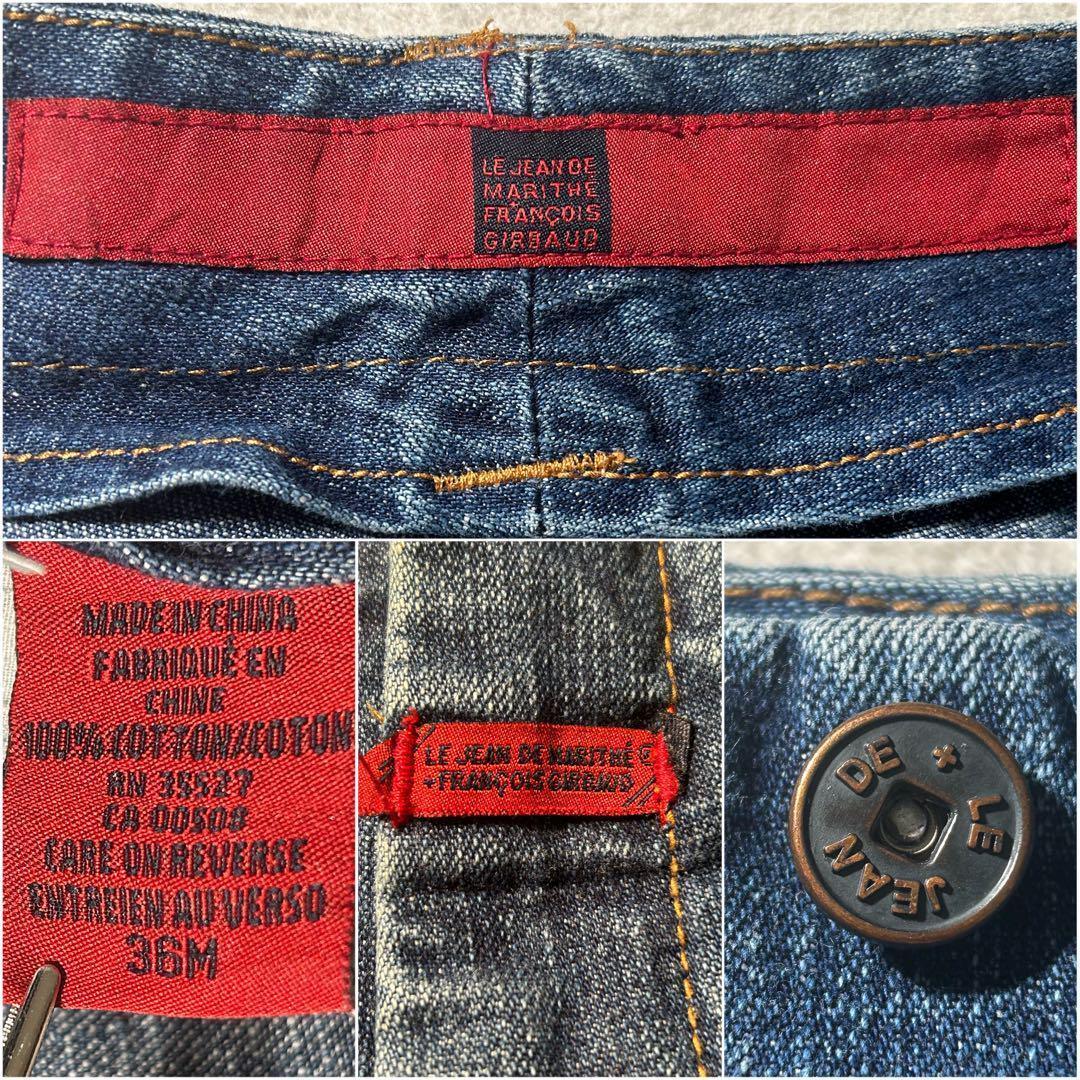 LE JEAN DE
MARITHÉ
+
FRANÇOIS
GIRBAUD
MADE IN CHINA
FABRIQUÉ EN
CHINE
100% COTTON/COTON
RN 35527
CA 00508
CARE ON REVERSE
ENTREIEN AU VERSO
36M
LE JEAN DE MARITHÉ
+FRANÇOIS GIRBAUD
+ LE JEAN DE